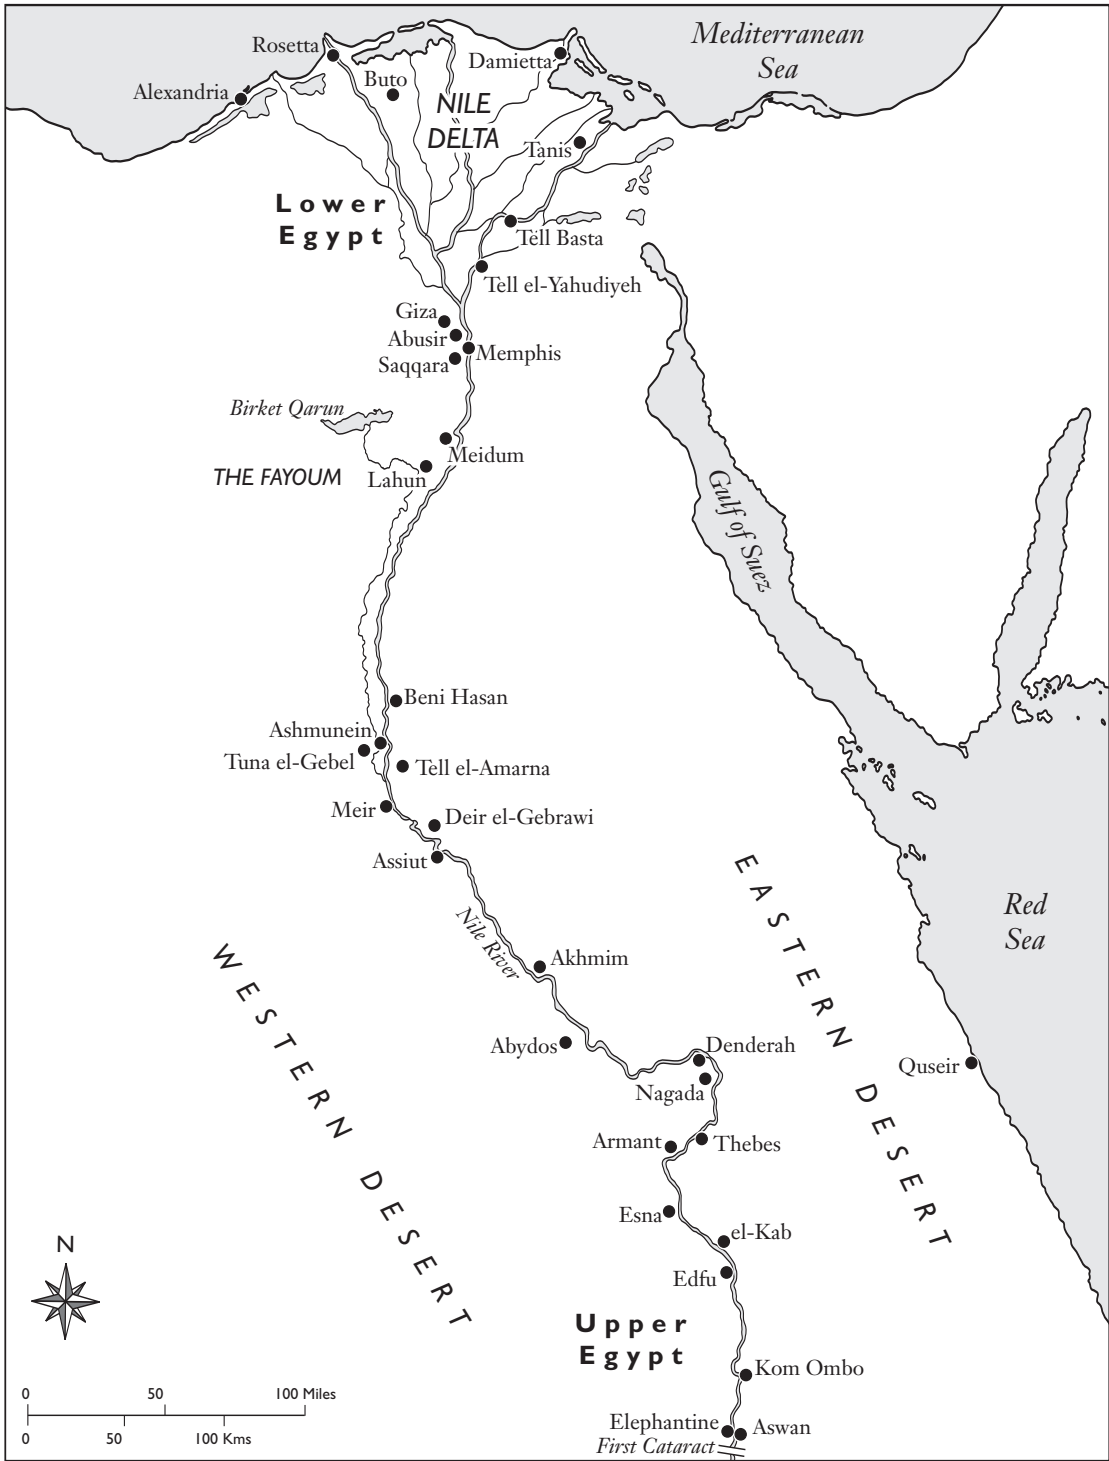 Mediterranean
Sea
Rosetta
Damietta
Buto
Alexandria
NILE
DELTA
Tanis
Lower
Egypt
Tell Basta
Tell el-Yahudiyeh
Giza
Abusir
Memphis
Saqqara
Birket Qarun
Meidum
THE FAYOUM
Lahun
Gulf of Suez
Beni Hasan
Ashmunein
Tuna el-Gebel
Tell el-Amarna
Meir
Deir el-Gebrawi
Assiut
EASTERN DESERT
Red
Sea
Nile River
WESTERN DESERT
Akhmim
Abydos
Denderah
Quseir
Nagada
Armant
Thebes
Esna
el-Kab
Edfu
N
Upper
Egypt
Kom Ombo
0 50 100 Miles
0 50 100 Kms
Elephantine
Aswan
First Cataract